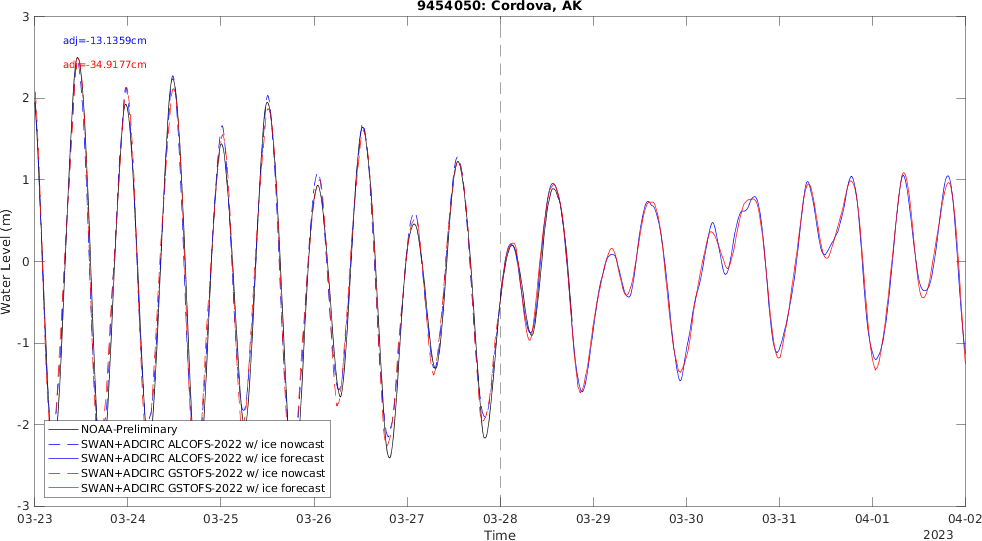 9454050: Cordova, AK
adj=-13.1359cm
adj=-34.9177cm
Water Level (m)
3
2
1
0
-1
-2
-3
NOAA-Preliminary
SWAN+ADCIRC ALCOFS-2022 w/ ice nowcast
SWAN+ADCIRC ALCOFS-2022 w/ ice forecast
SWAN+ADCIRC GSTOFS-2022 w/ ice nowcast
SWAN+ADCIRC GSTOFS-2022 w/ ice forecast
03-23 03-24 03-25 03-26 03-27 03-28 03-29 03-30 03-31 04-01 04-02
Time
2023